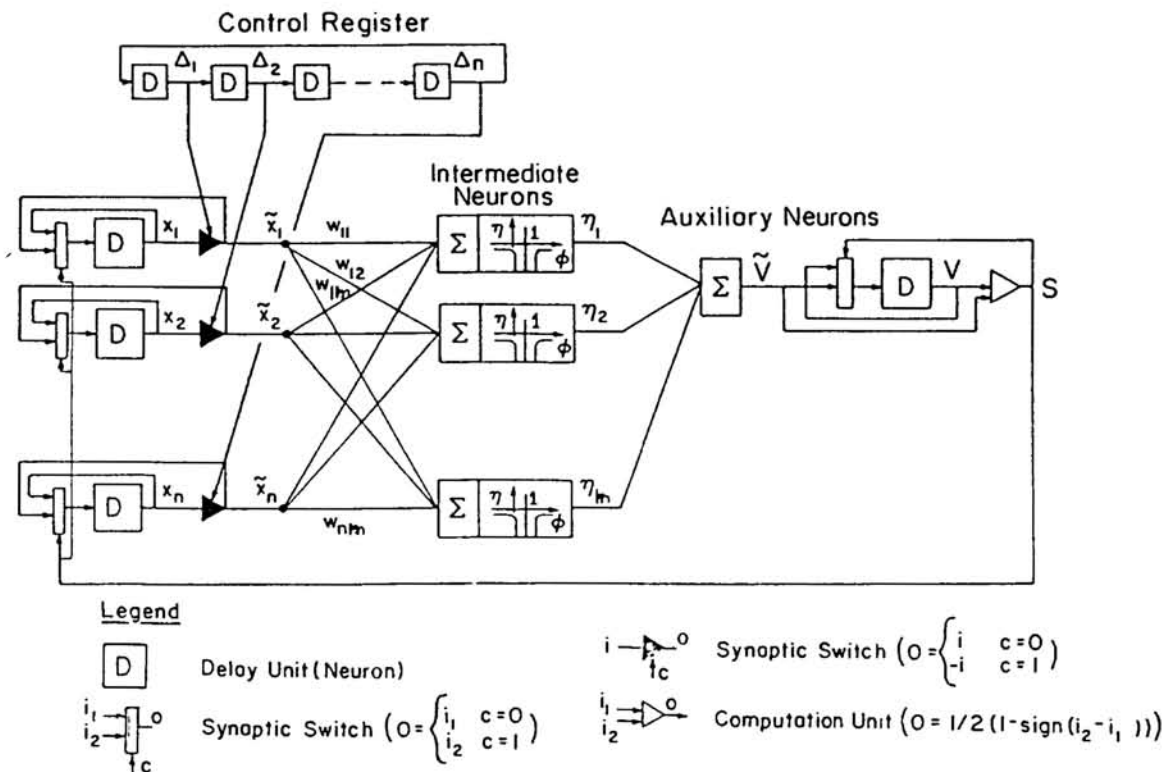 Control Register
Δ₁ Δ₂ Δn
D D D D
Intermediate Neurons
Auxiliary Neurons
D x₁ x̃₁ w₁₁ Σ η 1 ϕ η₁
w₁₂
w₁ₘ
D x₂ x̃₂ Σ η 1 ϕ η₂
Σ Ṽ D V S
D xₙ x̃ₙ wₙₘ Σ η 1 ϕ ηₘ
Legend
D Delay Unit (Neuron)
i₁ i₂ O c Synaptic Switch (O = { i₁ c=0
i₂ c=1 )
i O c Synaptic Switch (O = { i c=0
-i c=1 )
i₁ i₂ O Computation Unit (O = 1/2 (1-sign(i₂-i₁ )))